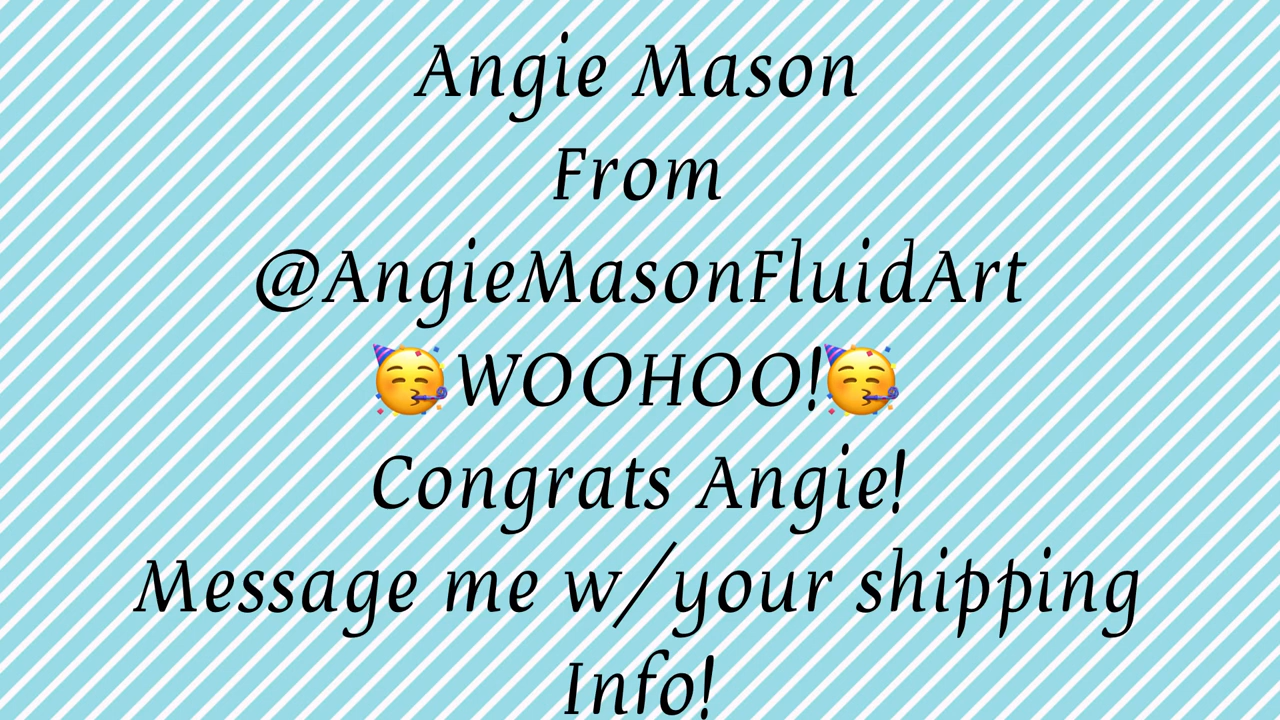 Angie Mason
From
@AngieMasonFluidArt
🥳WOOHOO!🥳
Congrats Angie!
Message me w/your shipping
Info!